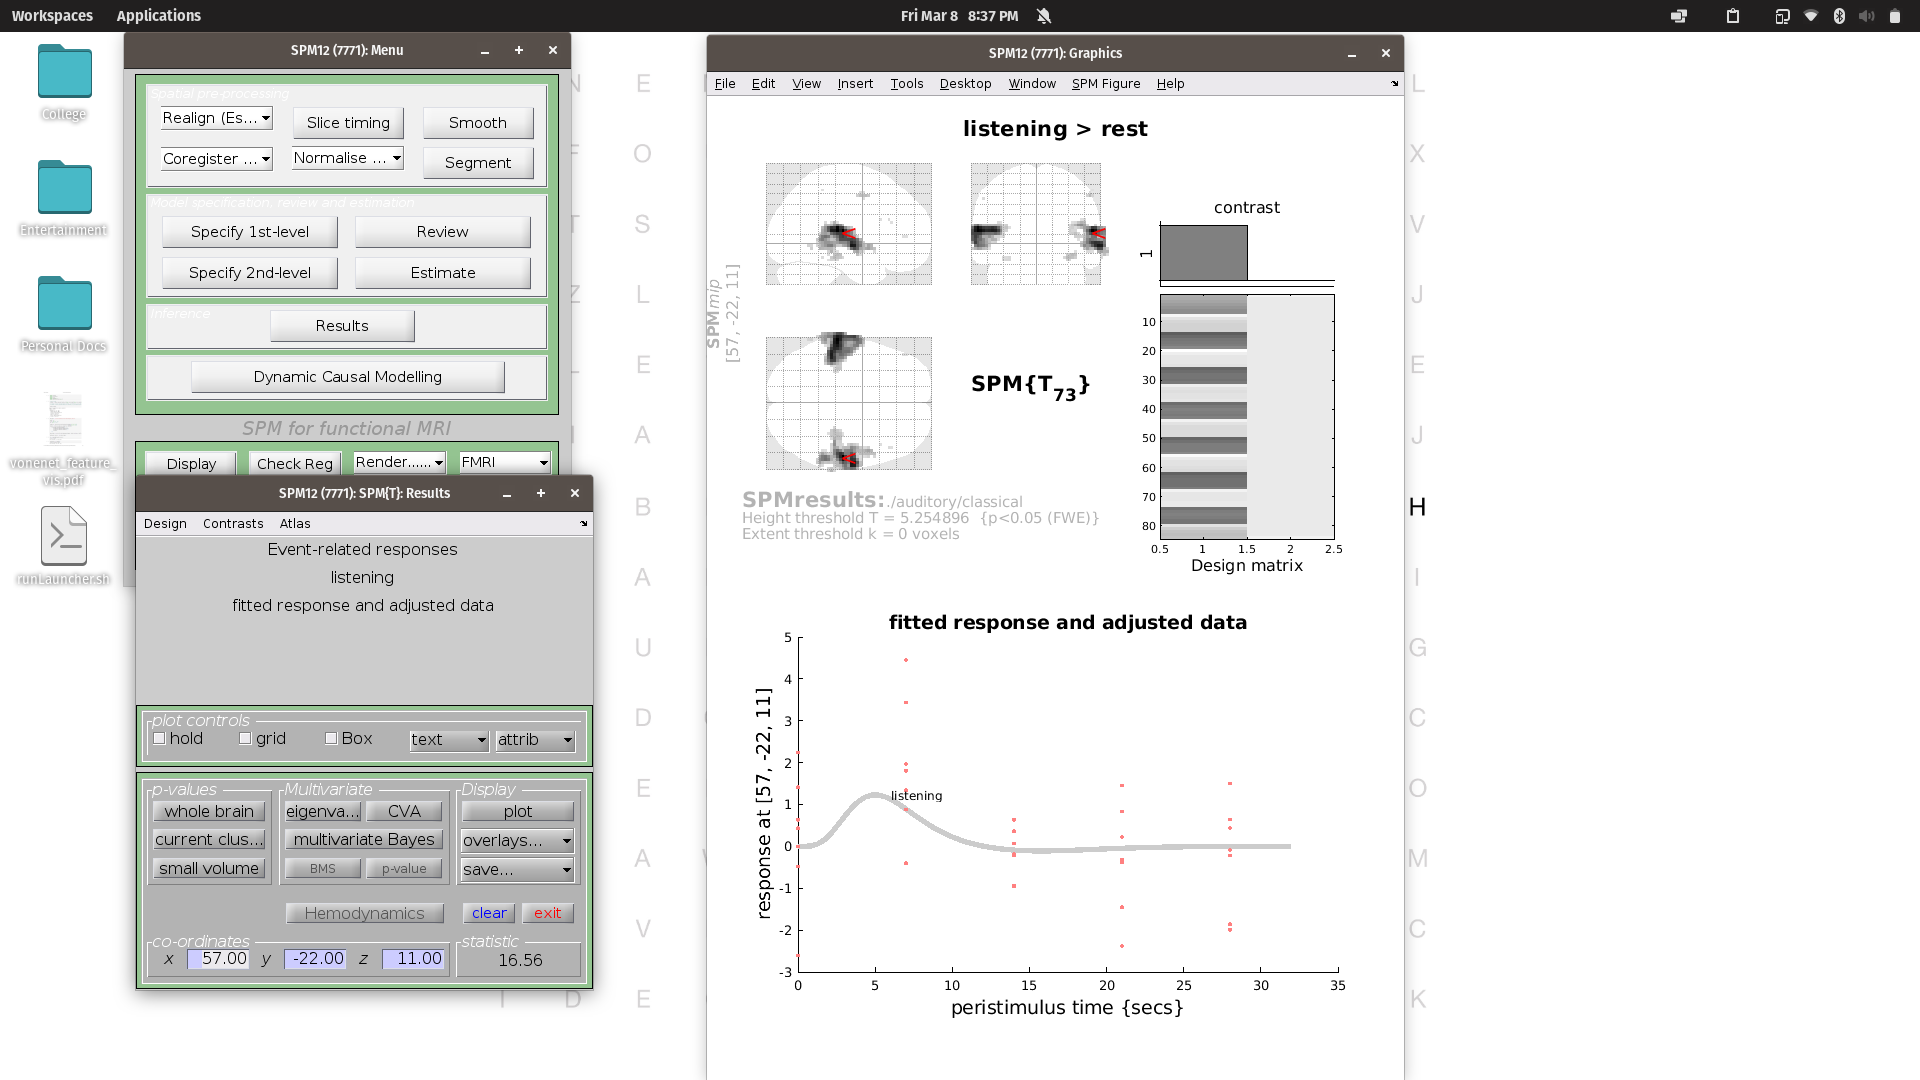 Workspaces Applications Fri Mar 8 8:37 PM
College
Entertainment
Personal Docs
vonenet_feature_
vis.pdf
runLauncher.sh
SPM12 (7771): Menu
Spatial pre-processing
Realign (Es... Slice timing Smooth
Coregister ... Normalise ... Segment
Model specification, review and estimation
Specify 1st-level Review
Specify 2nd-level Estimate
Inference
Results
Dynamic Causal Modelling
SPM for functional MRI
Display Check Reg Render...... FMRI
SPM12 (7771): SPM{T}: Results
Design Contrasts Atlas
Event-related responses
listening
fitted response and adjusted data
plot controls
hold grid Box text attrib
p-values Multivariate Display
whole brain eigenva... CVA plot
current clus... multivariate Bayes overlays...
small volume BMS p-value save...
Hemodynamics clear exit
co-ordinates statistic
x 57.00 y -22.00 z 11.00 16.56
SPM12 (7771): Graphics
File Edit View Insert Tools Desktop Window SPM Figure Help
listening > rest
SPMmip
[57, -22, 11]
SPM{T73}
contrast
1
10
20
30
40
50
60
70
80
0.5 1 1.5 2 2.5
Design matrix
SPMresults: ./auditory/classical
Height threshold T = 5.254896 {p<0.05 (FWE)}
Extent threshold k = 0 voxels
fitted response and adjusted data
response at [57, -22, 11]
5
4
3
2
1
0
-1
-2
-3
listening
0 5 10 15 20 25 30 35
peristimulus time {secs}
N E L
F O X
T S V
Z L J
E E
A J
B H
A I
U G
D C
E O
A M
V C
T D E K